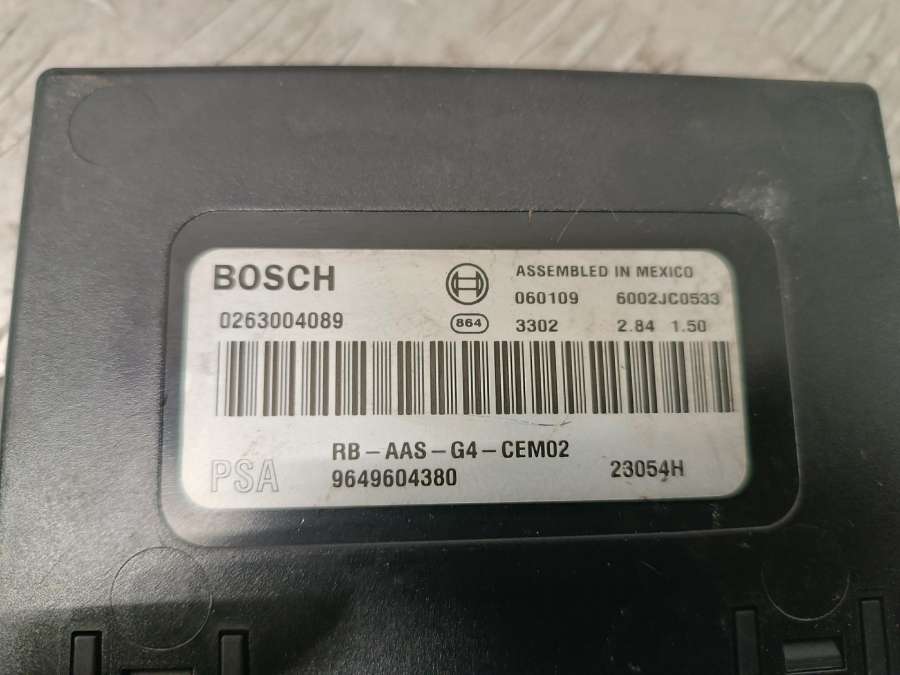 BOSCH ASSEMBLED IN MEXICO
060109 6002JC0533
0263004089 864 3302 2.84 1.50
RB-AAS-G4-CEM02
PSA 9649604380 23054H